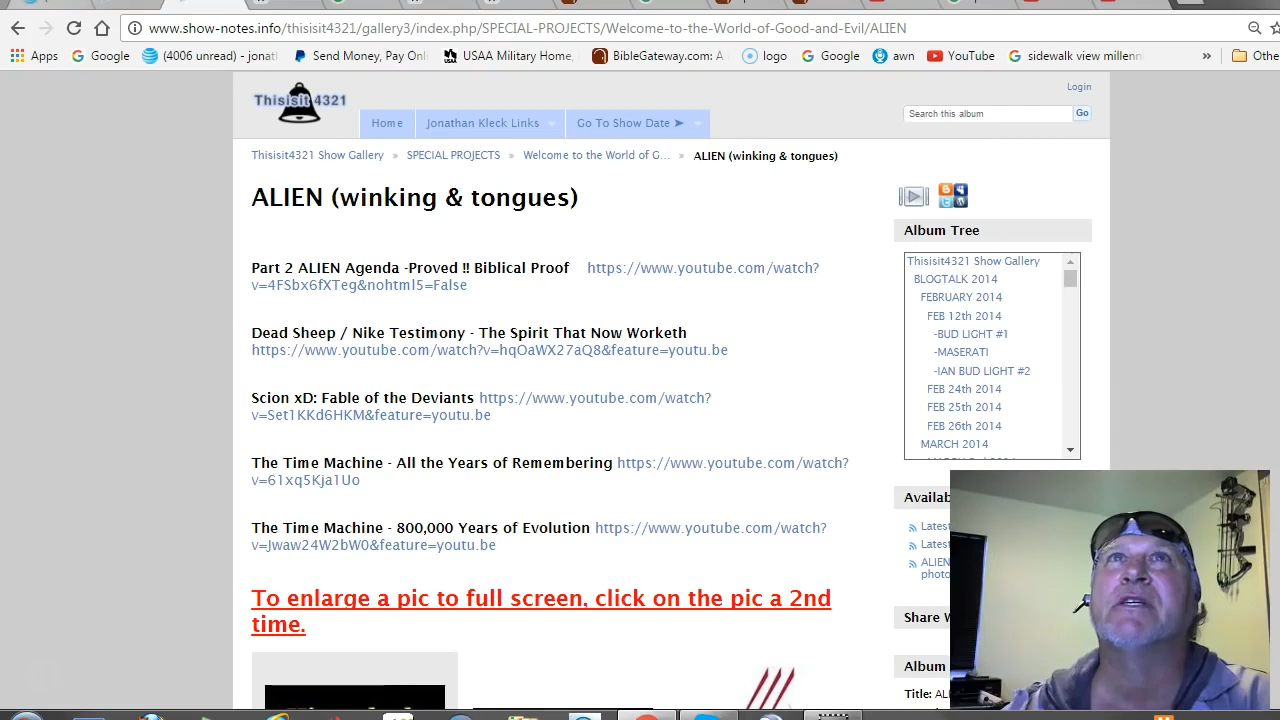 www.show-notes.info/thisisit4321/gallery3/index.php/SPECIAL-PROJECTS/Welcome-to-the-World-of-Good-and-Evil/ALIEN
Apps Google (4006 unread) - jonati Send Money, Pay Onl USAA Military Home, BibleGateway.com: A logo Google awn YouTube sidewalk view millenn » Othe
Login
Thisisit 4321
Home Jonathan Kleck Links Go To Show Date ➤
Search this album Go
Thisisit4321 Show Gallery » SPECIAL PROJECTS » Welcome to the World of G... » ALIEN (winking & tongues)
ALIEN (winking & tongues)
Album Tree
Thisisit4321 Show Gallery
BLOGTALK 2014
FEBRUARY 2014
FEB 12th 2014
-BUD LIGHT #1
-MASERATI
-IAN BUD LIGHT #2
FEB 24th 2014
FEB 25th 2014
FEB 26th 2014
MARCH 2014
Part 2 ALIEN Agenda -Proved !! Biblical Proof https://www.youtube.com/watch?
v=4FSbx6fXTeg&nohtml5=False
Dead Sheep / Nike Testimony - The Spirit That Now Worketh
https://www.youtube.com/watch?v=hqOaWX27aQ8&feature=youtu.be
Scion xD: Fable of the Deviants https://www.youtube.com/watch?
v=Set1KKd6HKM&feature=youtu.be
The Time Machine - All the Years of Remembering https://www.youtube.com/watch?
v=61xq5Kja1Uo
The Time Machine - 800,000 Years of Evolution https://www.youtube.com/watch?
v=Jwaw24W2bW0&feature=youtu.be
To enlarge a pic to full screen, click on the pic a 2nd
time.
Availab
Latest
Latest
ALIEN
photo
Share W
Album
Title: ALI